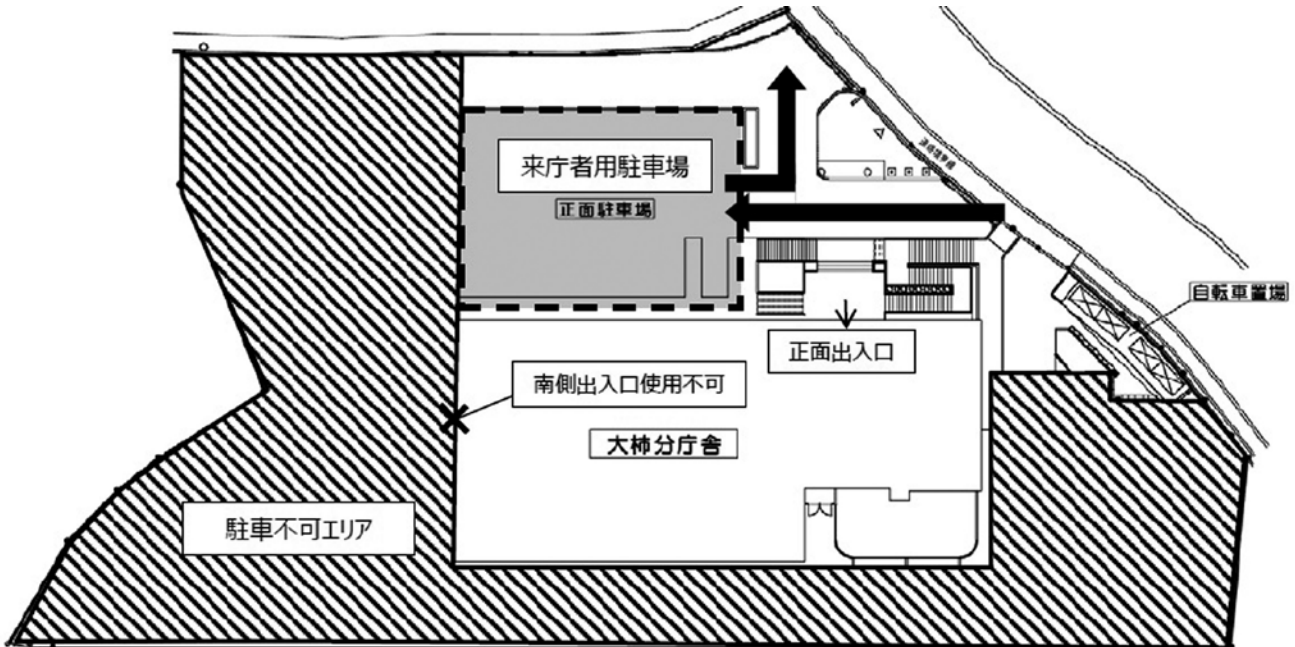 来庁者用駐車場
正面駐車場
自転車置場
正面出入口
南側出入口使用不可
大柿分庁舎
駐車不可エリア